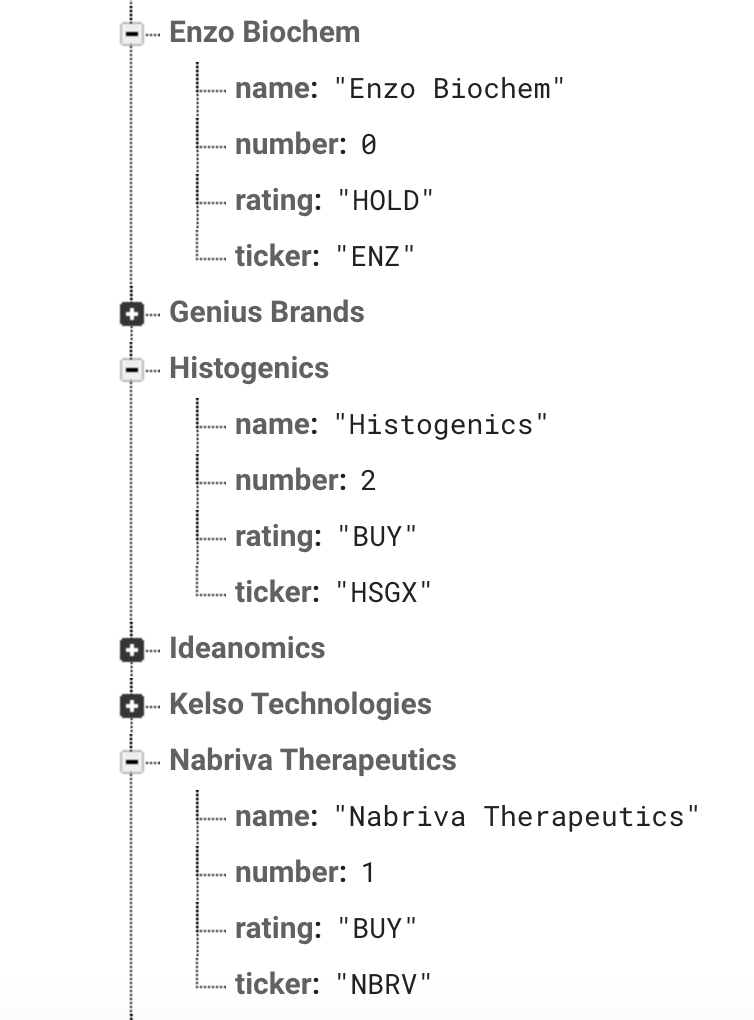 Enzo Biochem
name: "Enzo Biochem"
number: 0
rating: "HOLD"
ticker: "ENZ"
Genius Brands
Histogenics
name: "Histogenics"
number: 2
rating: "BUY"
ticker: "HSGX"
Ideanomics
Kelso Technologies
Nabriva Therapeutics
name: "Nabriva Therapeutics"
number: 1
rating: "BUY"
ticker: "NBRV"